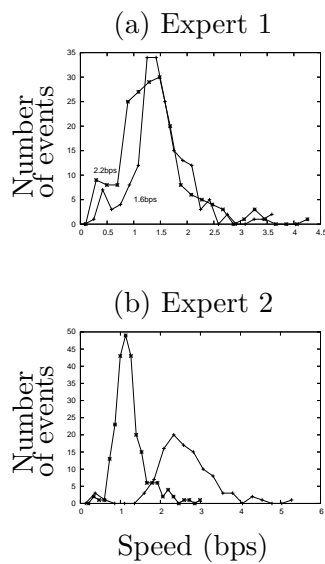 (a) Expert 1
Number
of events
35
30
25
20
15
10
5
0
2.2bps
1.6bps
0 0.5 1 1.5 2 2.5 3 3.5 4 4.5
(b) Expert 2
Number
of events
50
45
40
35
30
25
20
15
10
5
0
0 1 2 3 4 5 6
Speed (bps)